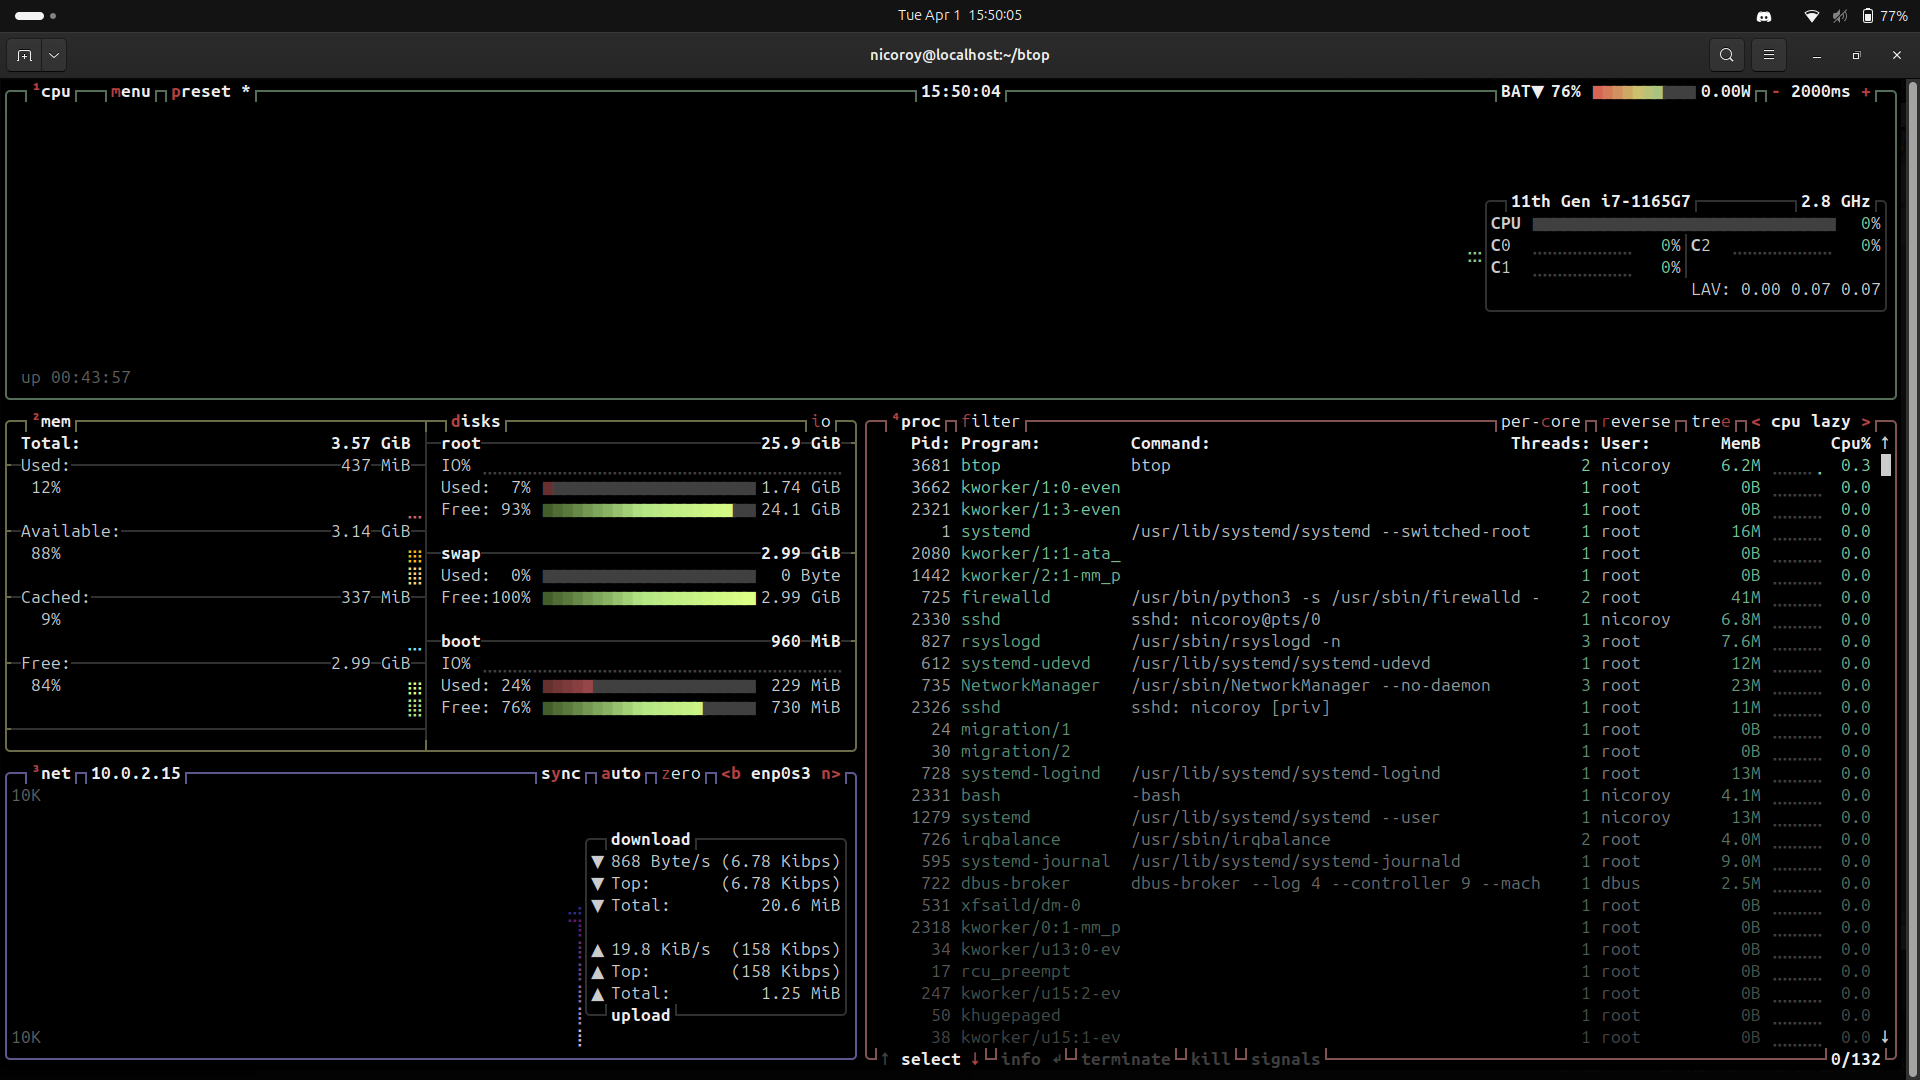 Tue Apr 1 15:50:05
77%
nicoroy@localhost:~/btop
¹cpu menu preset * 15:50:04 BAT▼ 76% 0.00W - 2000ms +
11th Gen i7-1165G7 2.8 GHz
CPU 0%
C0 0% C2 0%
C1 0%
LAV: 0.00 0.07 0.07
up 00:43:57
²mem
Total: 3.57 GiB
Used: 437 MiB
12%
Available: 3.14 GiB
88%
Cached: 337 MiB
9%
Free: 2.99 GiB
84%
disks io
root 25.9 GiB
IO%
Used: 7% 1.74 GiB
Free: 93% 24.1 GiB
swap 2.99 GiB
Used: 0% 0 Byte
Free:100% 2.99 GiB
boot 960 MiB
IO%
Used: 24% 229 MiB
Free: 76% 730 MiB
³net 10.0.2.15 sync auto zero <b enp0s3 n>
10K
download
▼ 868 Byte/s (6.78 Kibps)
▼ Top: (6.78 Kibps)
▼ Total: 20.6 MiB
▲ 19.8 KiB/s (158 Kibps)
▲ Top: (158 Kibps)
▲ Total: 1.25 MiB
upload
10K
⁴proc filter per-core reverse tree < cpu lazy >
Pid: Program: Command: Threads: User: MemB Cpu% ↑
3681 btop btop 2 nicoroy 6.2M 0.3
3662 kworker/1:0-even 1 root 0B 0.0
2321 kworker/1:3-even 1 root 0B 0.0
1 systemd /usr/lib/systemd/systemd --switched-root 1 root 16M 0.0
2080 kworker/1:1-ata_ 1 root 0B 0.0
1442 kworker/2:1-mm_p 1 root 0B 0.0
725 firewalld /usr/bin/python3 -s /usr/sbin/firewalld - 2 root 41M 0.0
2330 sshd sshd: nicoroy@pts/0 1 nicoroy 6.8M 0.0
827 rsyslogd /usr/sbin/rsyslogd -n 3 root 7.6M 0.0
612 systemd-udevd /usr/lib/systemd/systemd-udevd 1 root 12M 0.0
735 NetworkManager /usr/sbin/NetworkManager --no-daemon 3 root 23M 0.0
2326 sshd sshd: nicoroy [priv] 1 root 11M 0.0
24 migration/1 1 root 0B 0.0
30 migration/2 1 root 0B 0.0
728 systemd-logind /usr/lib/systemd/systemd-logind 1 root 13M 0.0
2331 bash -bash 1 nicoroy 4.1M 0.0
1279 systemd /usr/lib/systemd/systemd --user 1 nicoroy 13M 0.0
726 irqbalance /usr/sbin/irqbalance 2 root 4.0M 0.0
595 systemd-journal /usr/lib/systemd/systemd-journald 1 root 9.0M 0.0
722 dbus-broker dbus-broker --log 4 --controller 9 --mach 1 dbus 2.5M 0.0
531 xfsaild/dm-0 1 root 0B 0.0
2318 kworker/0:1-mm_p 1 root 0B 0.0
34 kworker/u13:0-ev 1 root 0B 0.0
17 rcu_preempt 1 root 0B 0.0
247 kworker/u15:2-ev 1 root 0B 0.0
50 khugepaged 1 root 0B 0.0
38 kworker/u15:1-ev 1 root 0B 0.0 ↓
↑ select ↓ info ↲ terminate kill signals 0/132